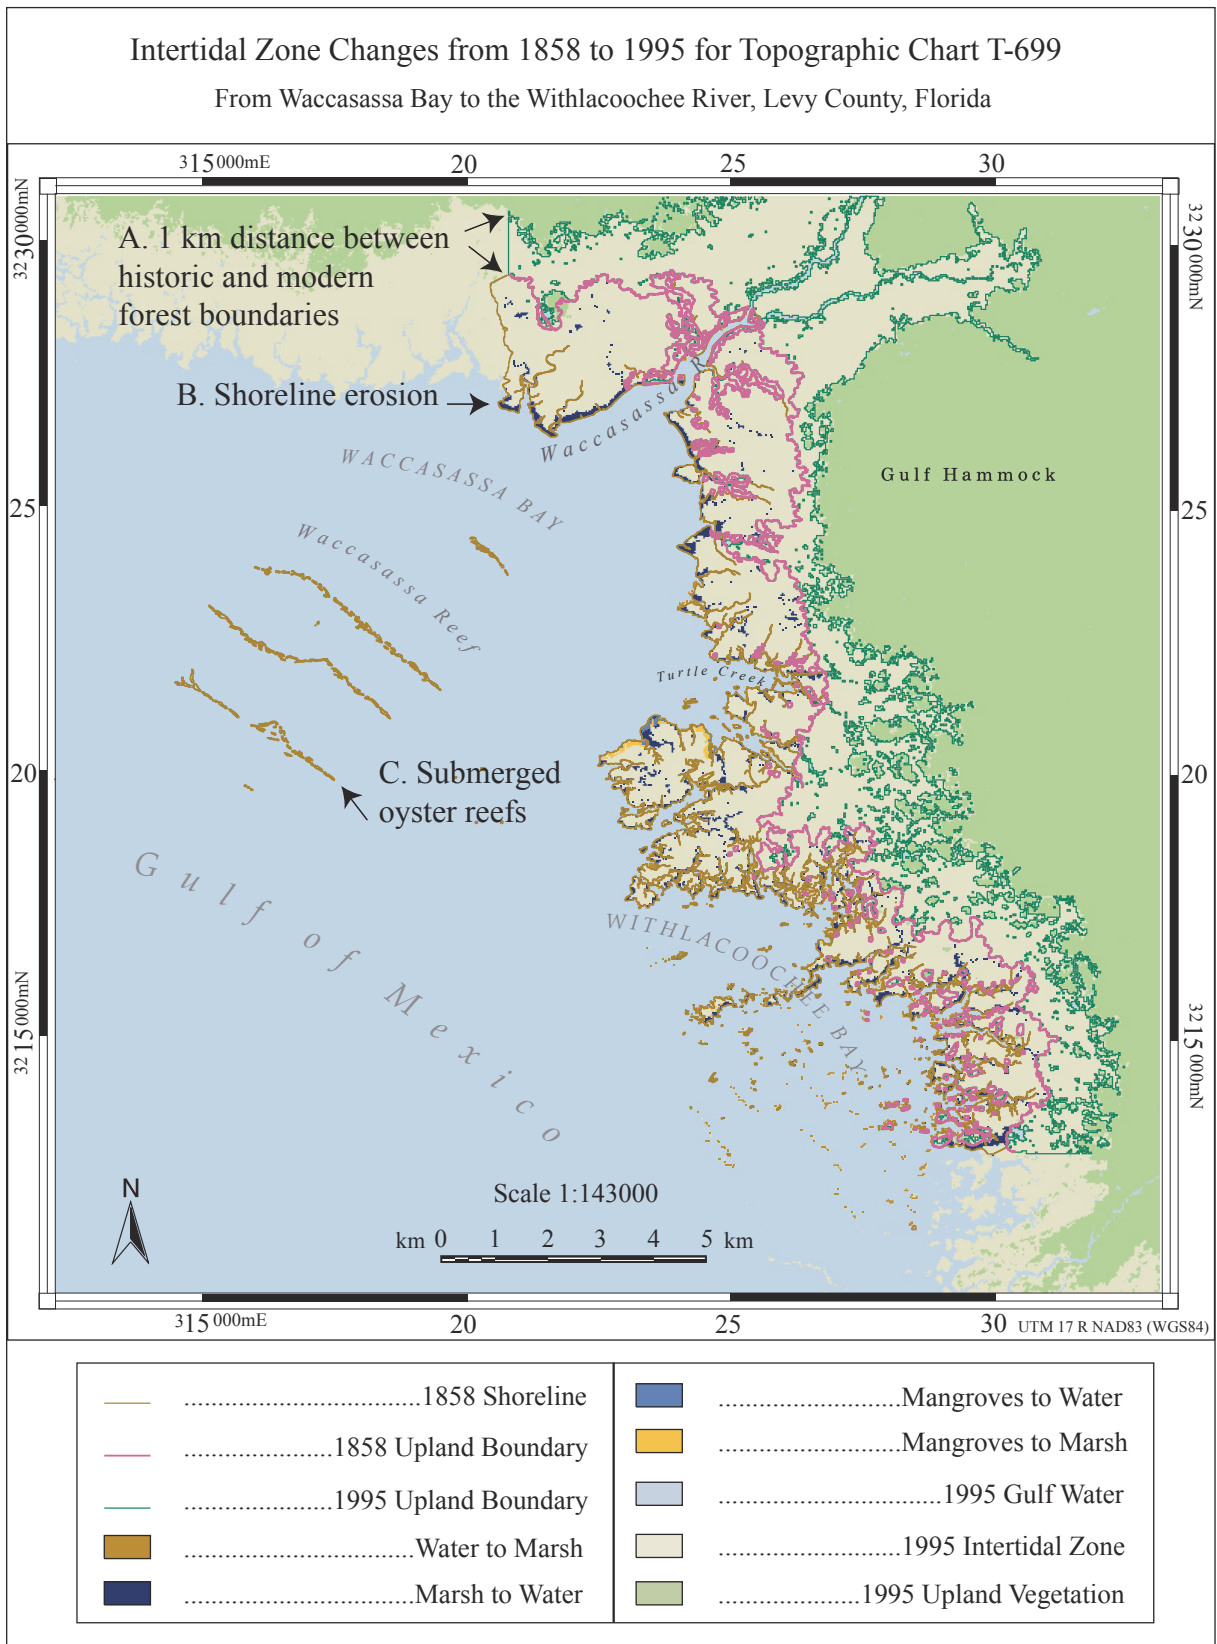 Intertidal Zone Changes from 1858 to 1995 for Topographic Chart T-699
From Waccasassa Bay to the Withlacoochee River, Levy County, Florida
315000mE 20 25 30
3230000mN
3230000mN
A. 1 km distance between
historic and modern
forest boundaries
B. Shoreline erosion
Waccasassa R
WACCASASSA BAY
Gulf Hammock
25
25
Waccasassa Reef
Turtle Creek
20
20
C. Submerged
oyster reefs
Gulf of Mexico
WITHLACOOCHEE BAY
3215000mN
3215000mN
N
Scale 1:143000
km 0 1 2 3 4 5 km
315000mE 20 25 30 UTM 17 R NAD83 (WGS84)
...................................1858 Shoreline
......................1858 Upland Boundary
......................1995 Upland Boundary
..................................Water to Marsh
..................................Marsh to Water
...........................Mangroves to Water
...........................Mangroves to Marsh
.................................1995 Gulf Water
...........................1995 Intertidal Zone
.....................1995 Upland Vegetation